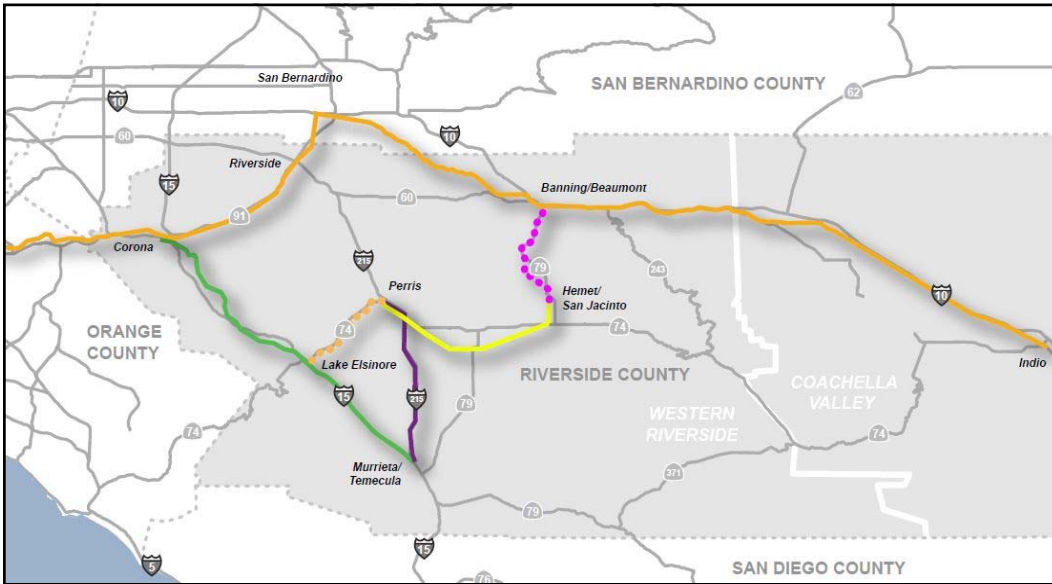 San Bernardino
SAN BERNARDINO COUNTY
10
62
60
10
Riverside
15
Banning/Beaumont
60
91
Corona
79
243
215
Perris
Hemet/
San Jacinto
10
74
74
ORANGE
COUNTY
Lake Elsinore
Indio
RIVERSIDE COUNTY
COACHELLA
VALLEY
15
215
79
WESTERN
RIVERSIDE
74
74
Murrieta/
Temecula
371
79
15
5
SAN DIEGO COUNTY
76